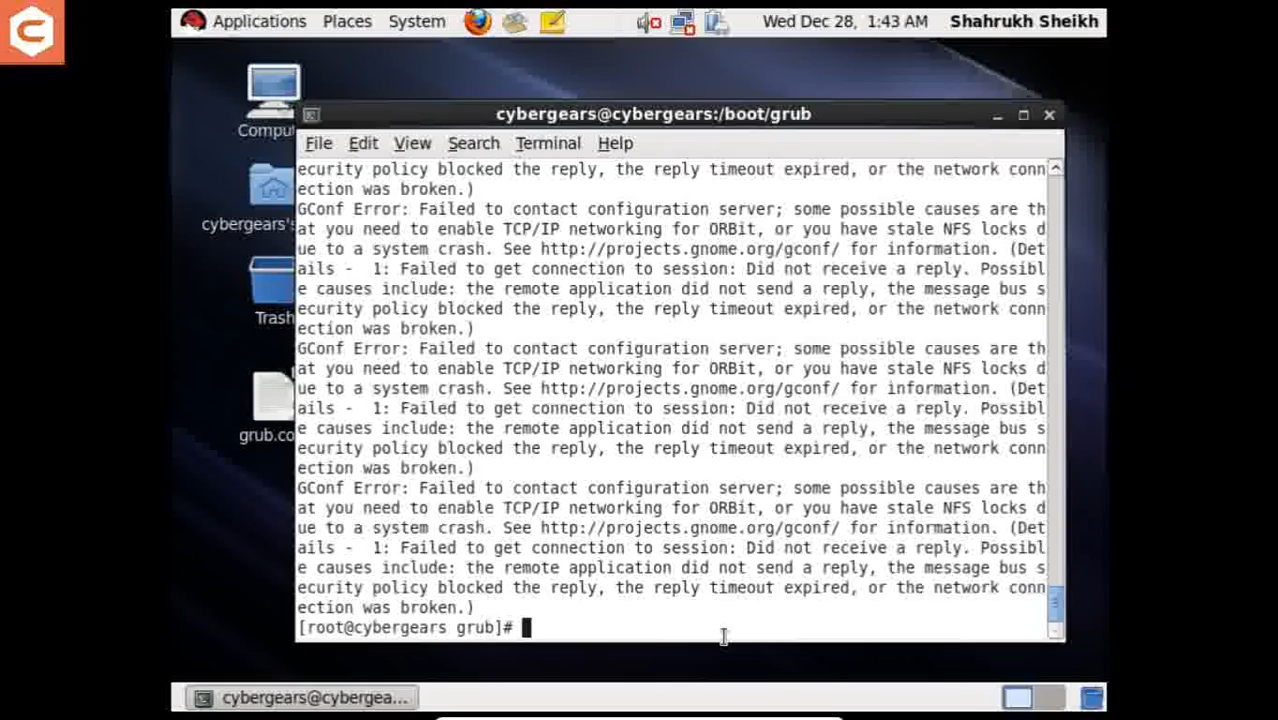 Applications Places System Wed Dec 28, 1:43 AM Shahrukh Sheikh
cybergears@cybergears:/boot/grub
File Edit View Search Terminal Help
ecurity policy blocked the reply, the reply timeout expired, or the network conn
ection was broken.)
GConf Error: Failed to contact configuration server; some possible causes are th
at you need to enable TCP/IP networking for ORBit, or you have stale NFS locks d
ue to a system crash. See http://projects.gnome.org/gconf/ for information. (Det
ails -  1: Failed to get connection to session: Did not receive a reply. Possibl
e causes include: the remote application did not send a reply, the message bus s
ecurity policy blocked the reply, the reply timeout expired, or the network conn
ection was broken.)
GConf Error: Failed to contact configuration server; some possible causes are th
at you need to enable TCP/IP networking for ORBit, or you have stale NFS locks d
ue to a system crash. See http://projects.gnome.org/gconf/ for information. (Det
ails -  1: Failed to get connection to session: Did not receive a reply. Possibl
e causes include: the remote application did not send a reply, the message bus s
ecurity policy blocked the reply, the reply timeout expired, or the network conn
ection was broken.)
GConf Error: Failed to contact configuration server; some possible causes are th
at you need to enable TCP/IP networking for ORBit, or you have stale NFS locks d
ue to a system crash. See http://projects.gnome.org/gconf/ for information. (Det
ails -  1: Failed to get connection to session: Did not receive a reply. Possibl
e causes include: the remote application did not send a reply, the message bus s
ecurity policy blocked the reply, the reply timeout expired, or the network conn
ection was broken.)
[root@cybergears grub]#
Comput
cybergears's
Trash
grub.co
cybergears@cybergea...